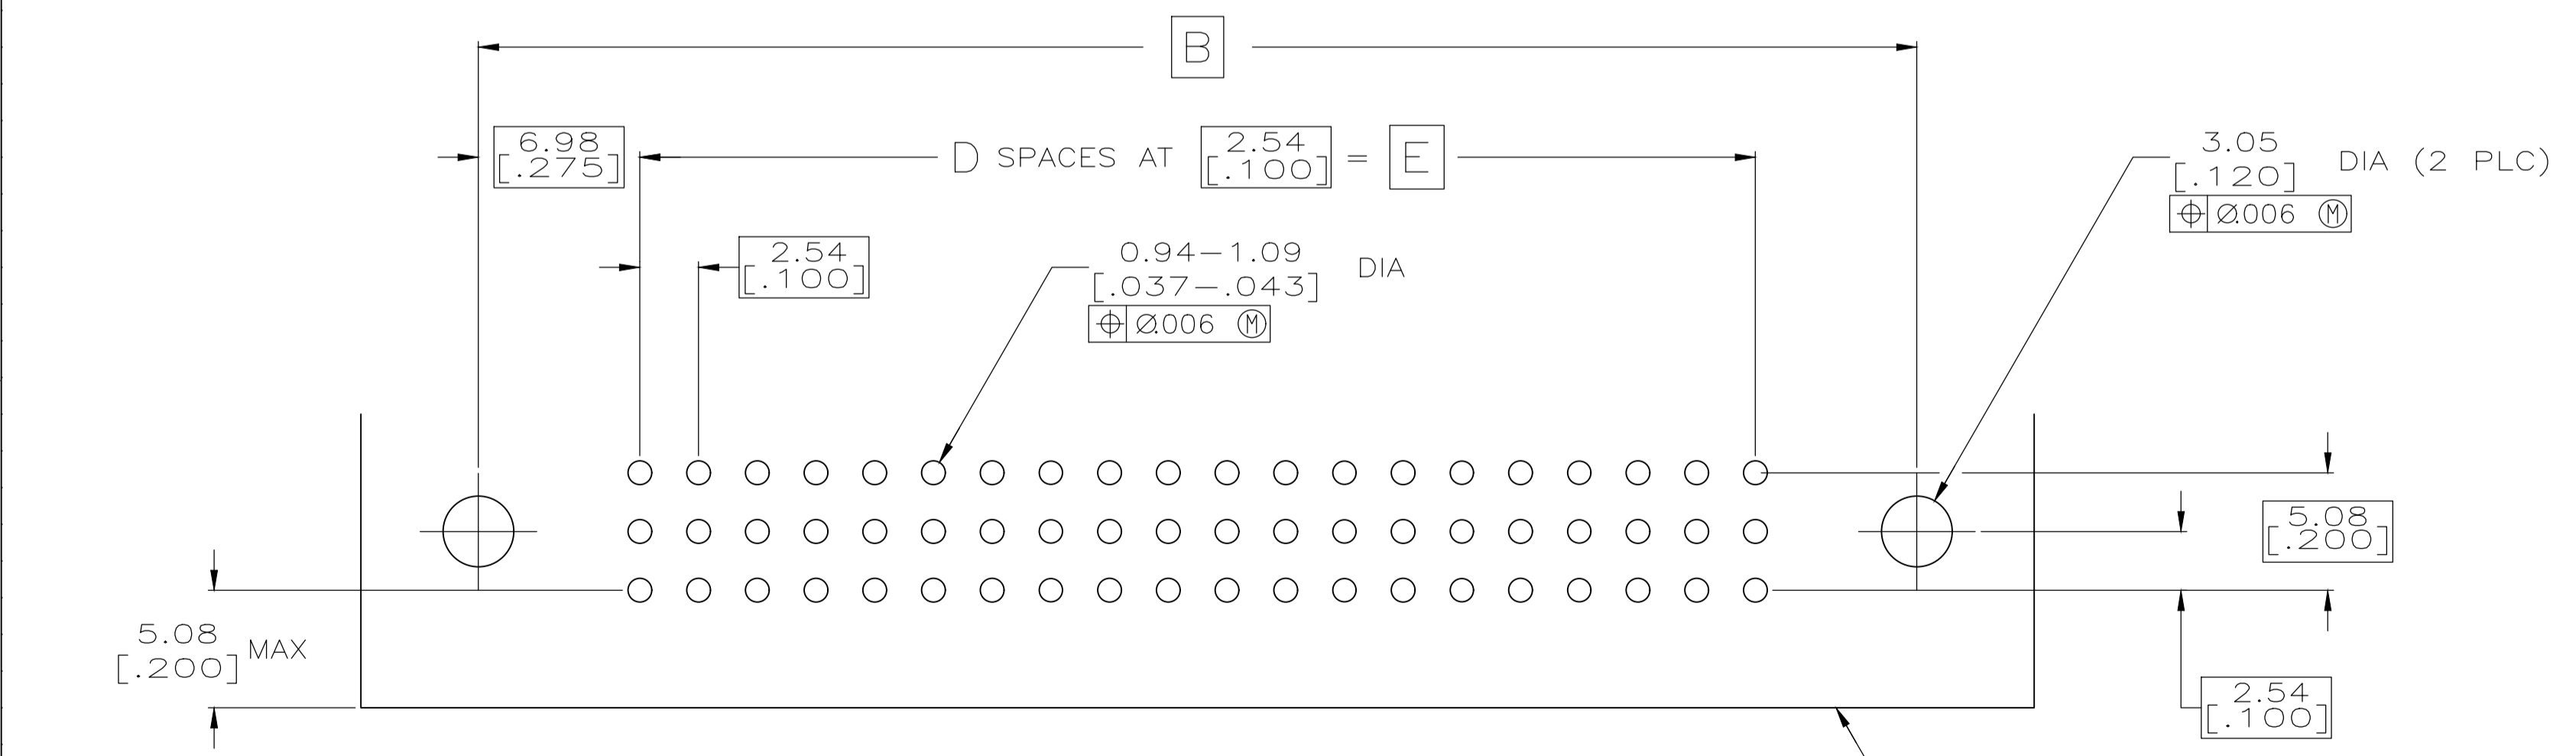 B
6.98
[.275]
D SPACES AT 2.54 [.100] = E
3.05
[.120] DIA (2 PLC)
⌖ Ø.006 Ⓜ
2.54
[.100]
0.94–1.09
[.037–.043] DIA
⌖ Ø.006 Ⓜ
5.08
[.200]
5.08
[.200] MAX
2.54
[.100]